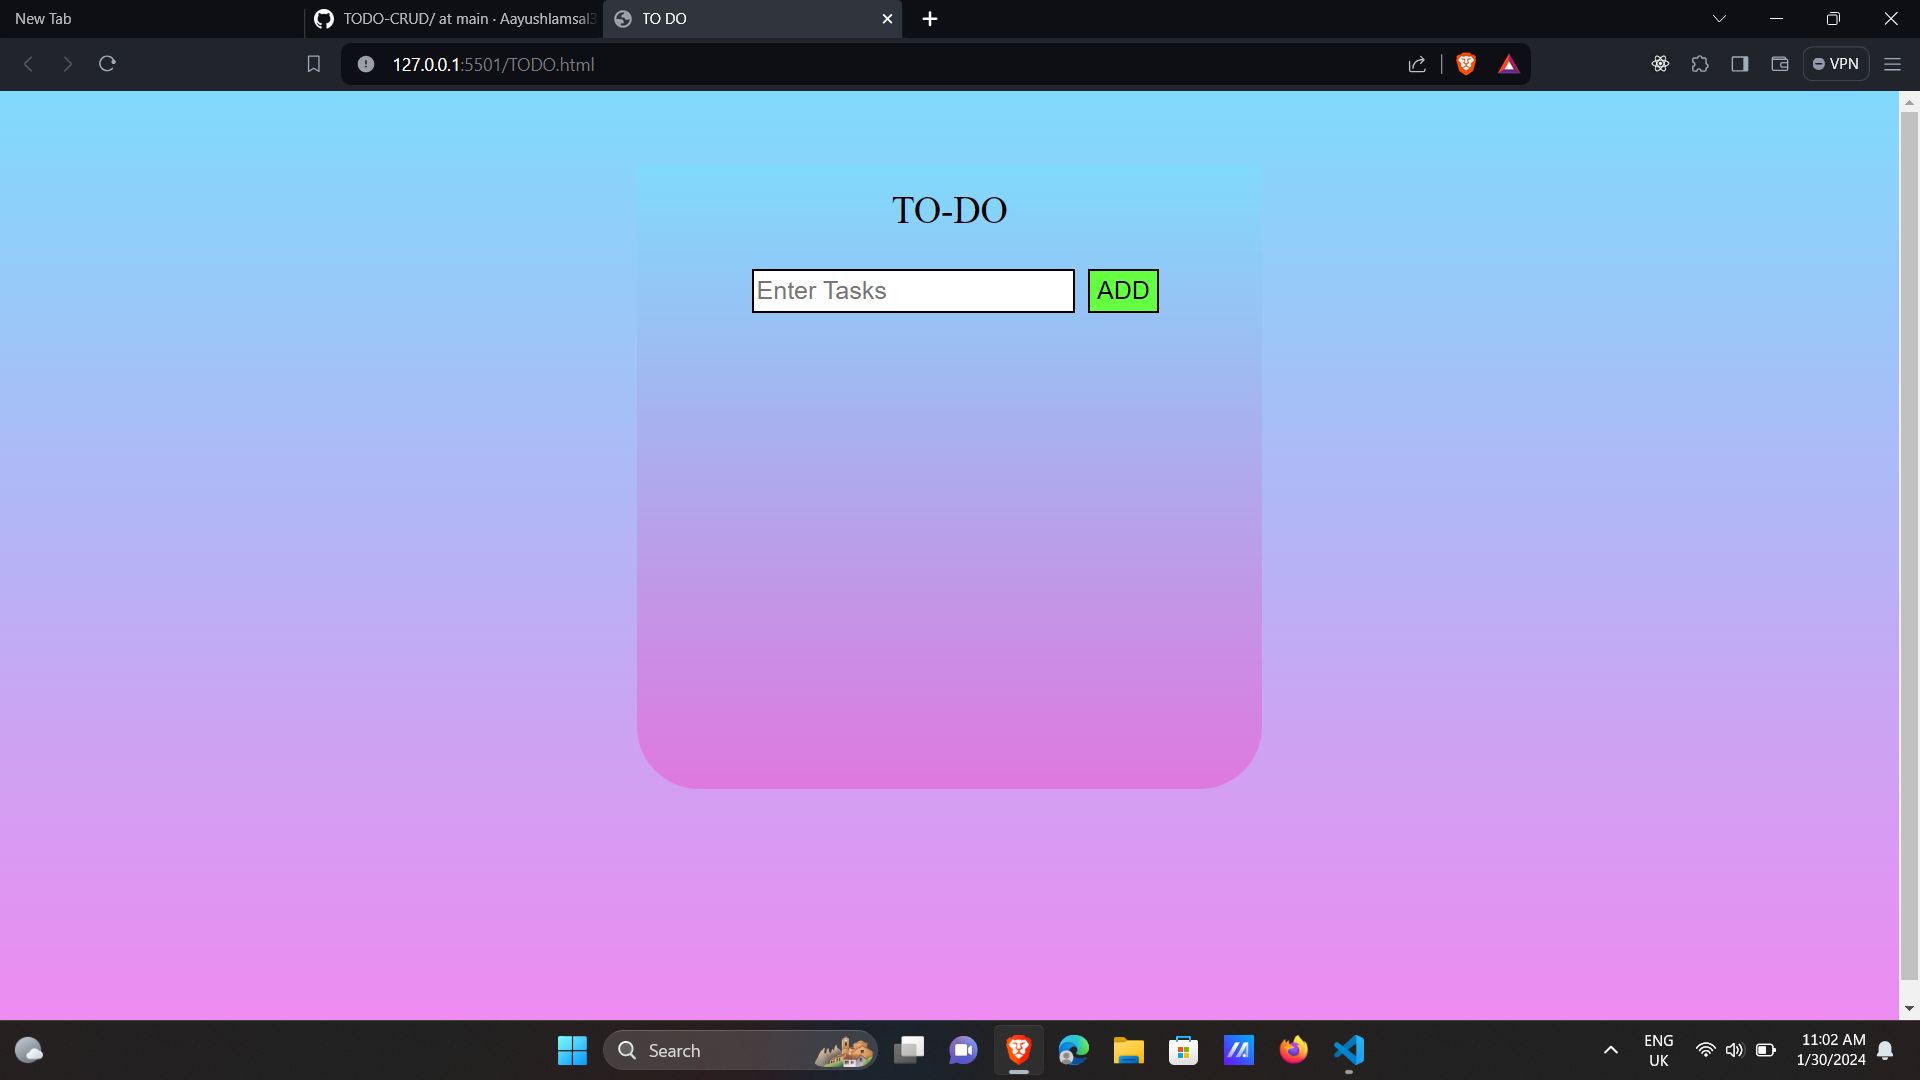 New Tab
TODO-CRUD/ at main · Aayushlamsal3
TO DO
127.0.0.1:5501/TODO.html
VPN
TO-DO
Enter Tasks
ADD
Search
ENG
UK
11:02 AM
1/30/2024